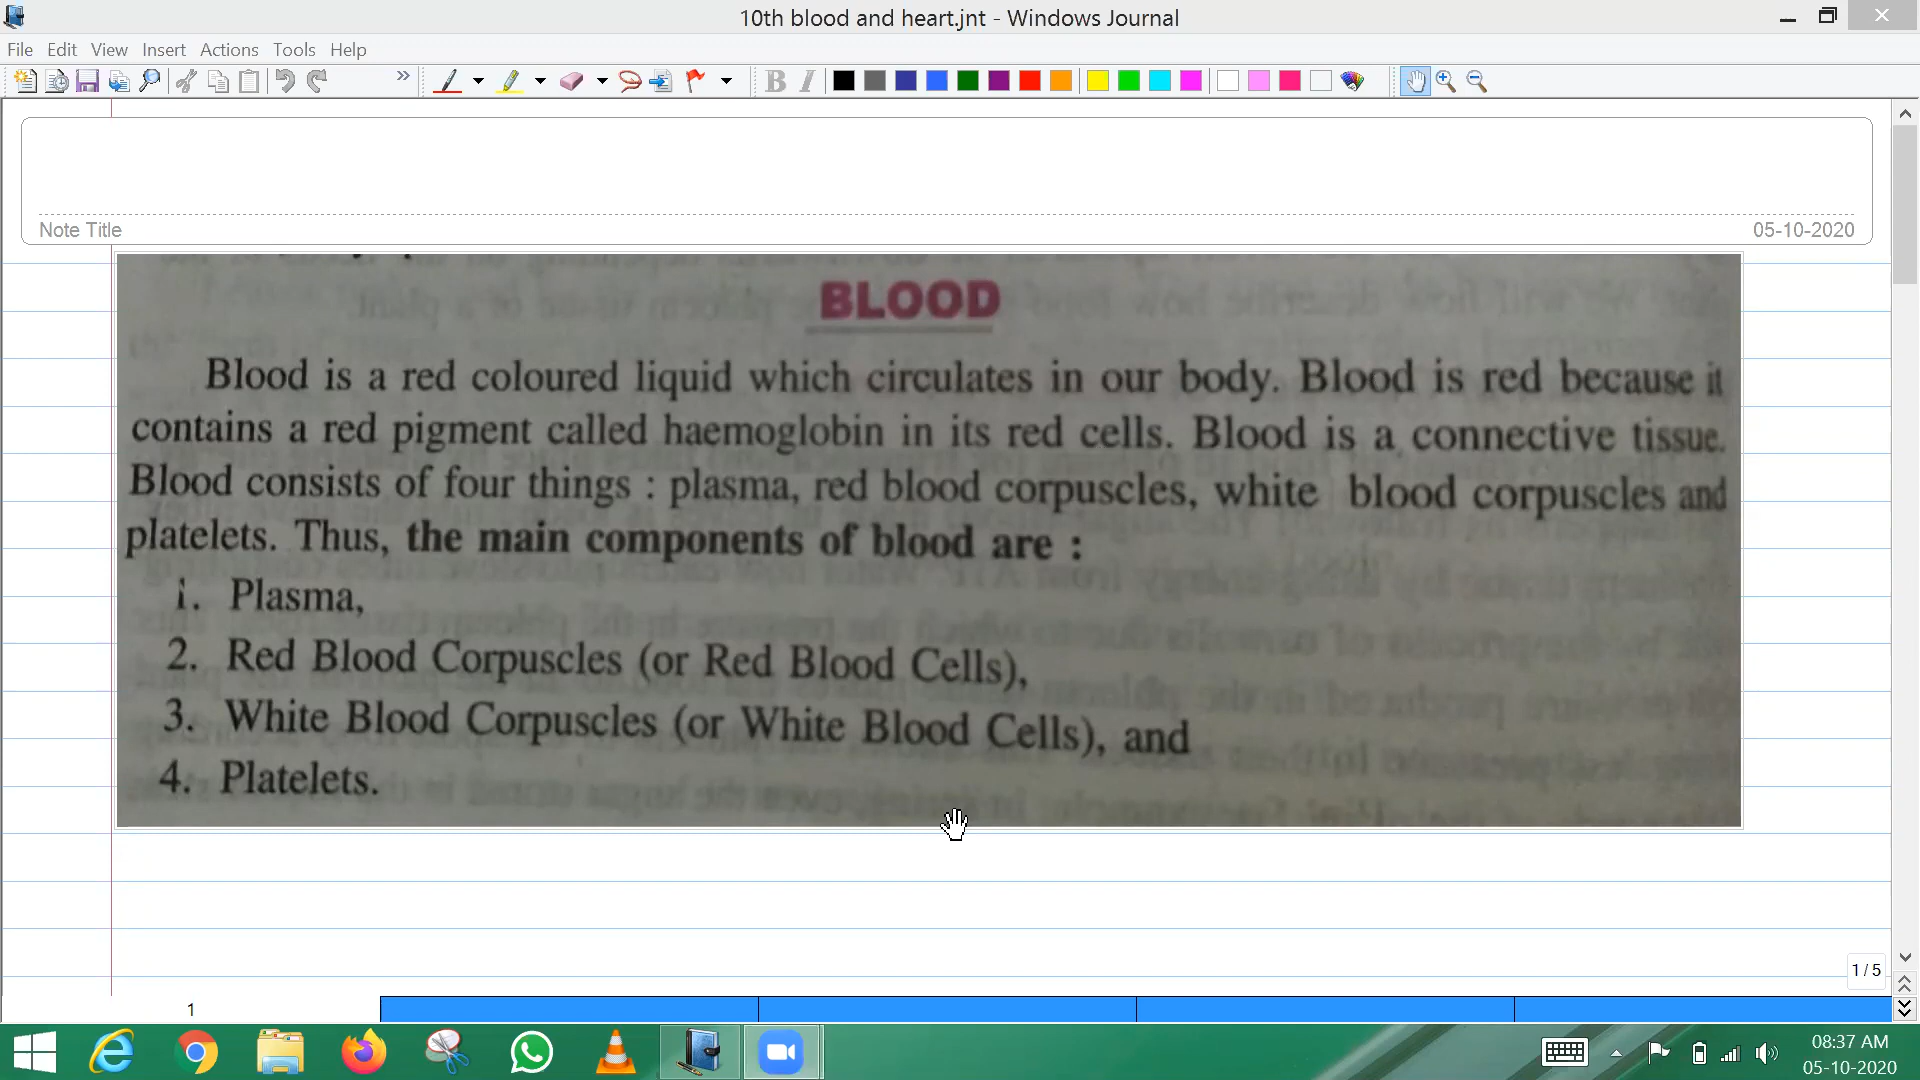 10th blood and heart.jnt - Windows Journal
File Edit View Insert Actions Tools Help
Note Title
05-10-2020
BLOOD
Blood is a red coloured liquid which circulates in our body. Blood is red because it
contains a red pigment called haemoglobin in its red cells. Blood is a connective tissue.
Blood consists of four things : plasma, red blood corpuscles, white blood corpuscles and
platelets. Thus, the main components of blood are :
1. Plasma,
2. Red Blood Corpuscles (or Red Blood Cells),
3. White Blood Corpuscles (or White Blood Cells), and
4. Platelets.
1 / 5
1
08:37 AM
05-10-2020